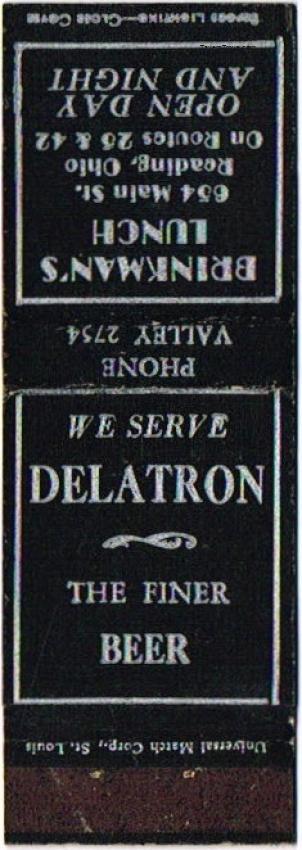 BRINKMAN'S
LUNCH
654 Main St.
Reading, Ohio
On Routes 25 & 42
OPEN DAY
AND NIGHT
Before Lighting—Close Cover
PHONE
VALLEY 2754
WE SERVE
DELATRON
THE FINER
BEER
Universal Match Corp., St. Louis